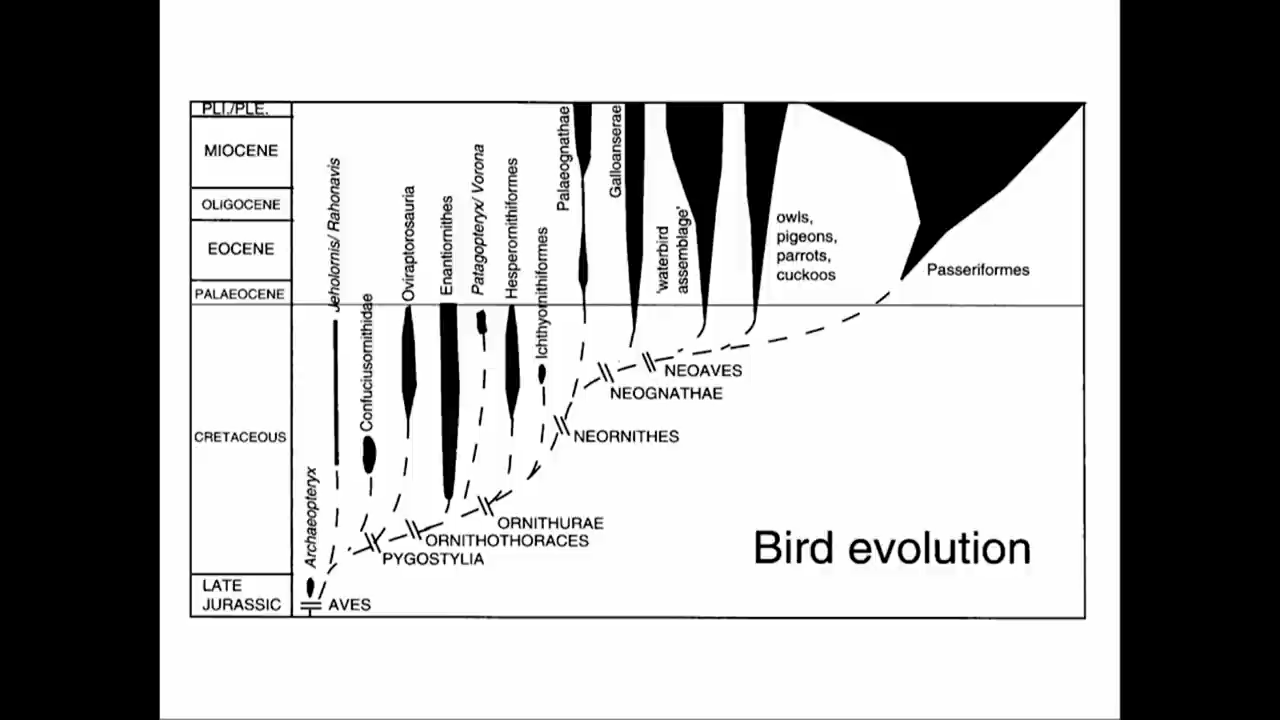 PLI./PLE.
MIOCENE
OLIGOCENE
EOCENE
PALAEOCENE
CRETACEOUS
LATE
JURASSIC
Archaeopteryx
Jeholornis/ Rahonavis
Confuciusornithidae
Oviraptorosauria
Enantiornithes
Patagopteryx/ Vorona
Hesperornithiformes
Ichthyornithiformes
Palaeognathae
Galloanserae
'waterbird
assemblage'
owls,
pigeons,
parrots,
cuckoos
Passeriformes
NEOAVES
NEOGNATHAE
NEORNITHES
ORNITHURAE
ORNITHOTHORACES
PYGOSTYLIA
AVES
Bird evolution